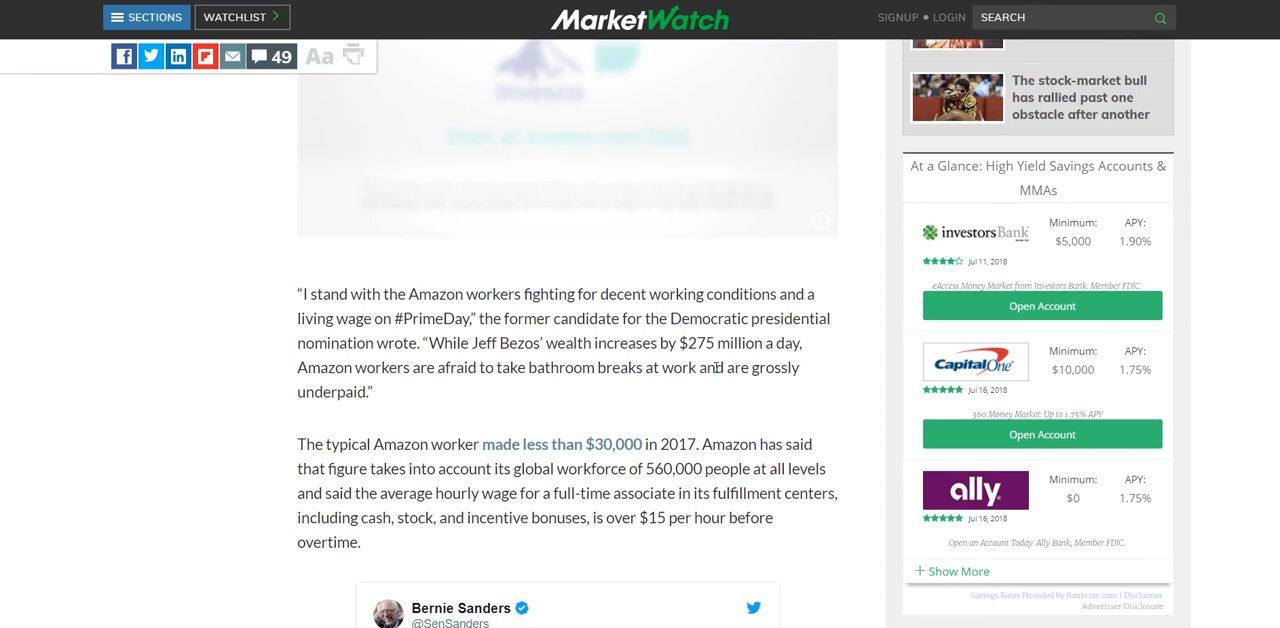 SECTIONS
WATCHLIST
MarketWatch
SIGNUP • LOGIN
SEARCH
49
Aa
Invesco
The stock-market bull
has rallied past one
obstacle after another
At a Glance: High Yield Savings Accounts &
MMAs
investorsBank
Minimum:
$5,000
APY:
1.90%
Jul 11, 2018
eAccess Money Market from Investors Bank. Member FDIC.
Open Account
Capital One
Minimum:
$10,000
APY:
1.75%
Jul 16, 2018
360 Money Market: Up to 1.75% APY
Open Account
ally
Minimum:
$0
APY:
1.75%
Jul 16, 2018
Open an Account Today. Ally Bank, Member FDIC.
+ Show More
Savings Rates Provided by Bankrate.com | Disclaimer
Advertiser Disclosure
“I stand with the Amazon workers fighting for decent working conditions and a
living wage on #PrimeDay,” the former candidate for the Democratic presidential
nomination wrote. “While Jeff Bezos’ wealth increases by $275 million a day,
Amazon workers are afraid to take bathroom breaks at work and are grossly
underpaid.”
The typical Amazon worker made less than $30,000 in 2017. Amazon has said
that figure takes into account its global workforce of 560,000 people at all levels
and said the average hourly wage for a full-time associate in its fulfillment centers,
including cash, stock, and incentive bonuses, is over $15 per hour before
overtime.
Bernie Sanders
@SenSanders